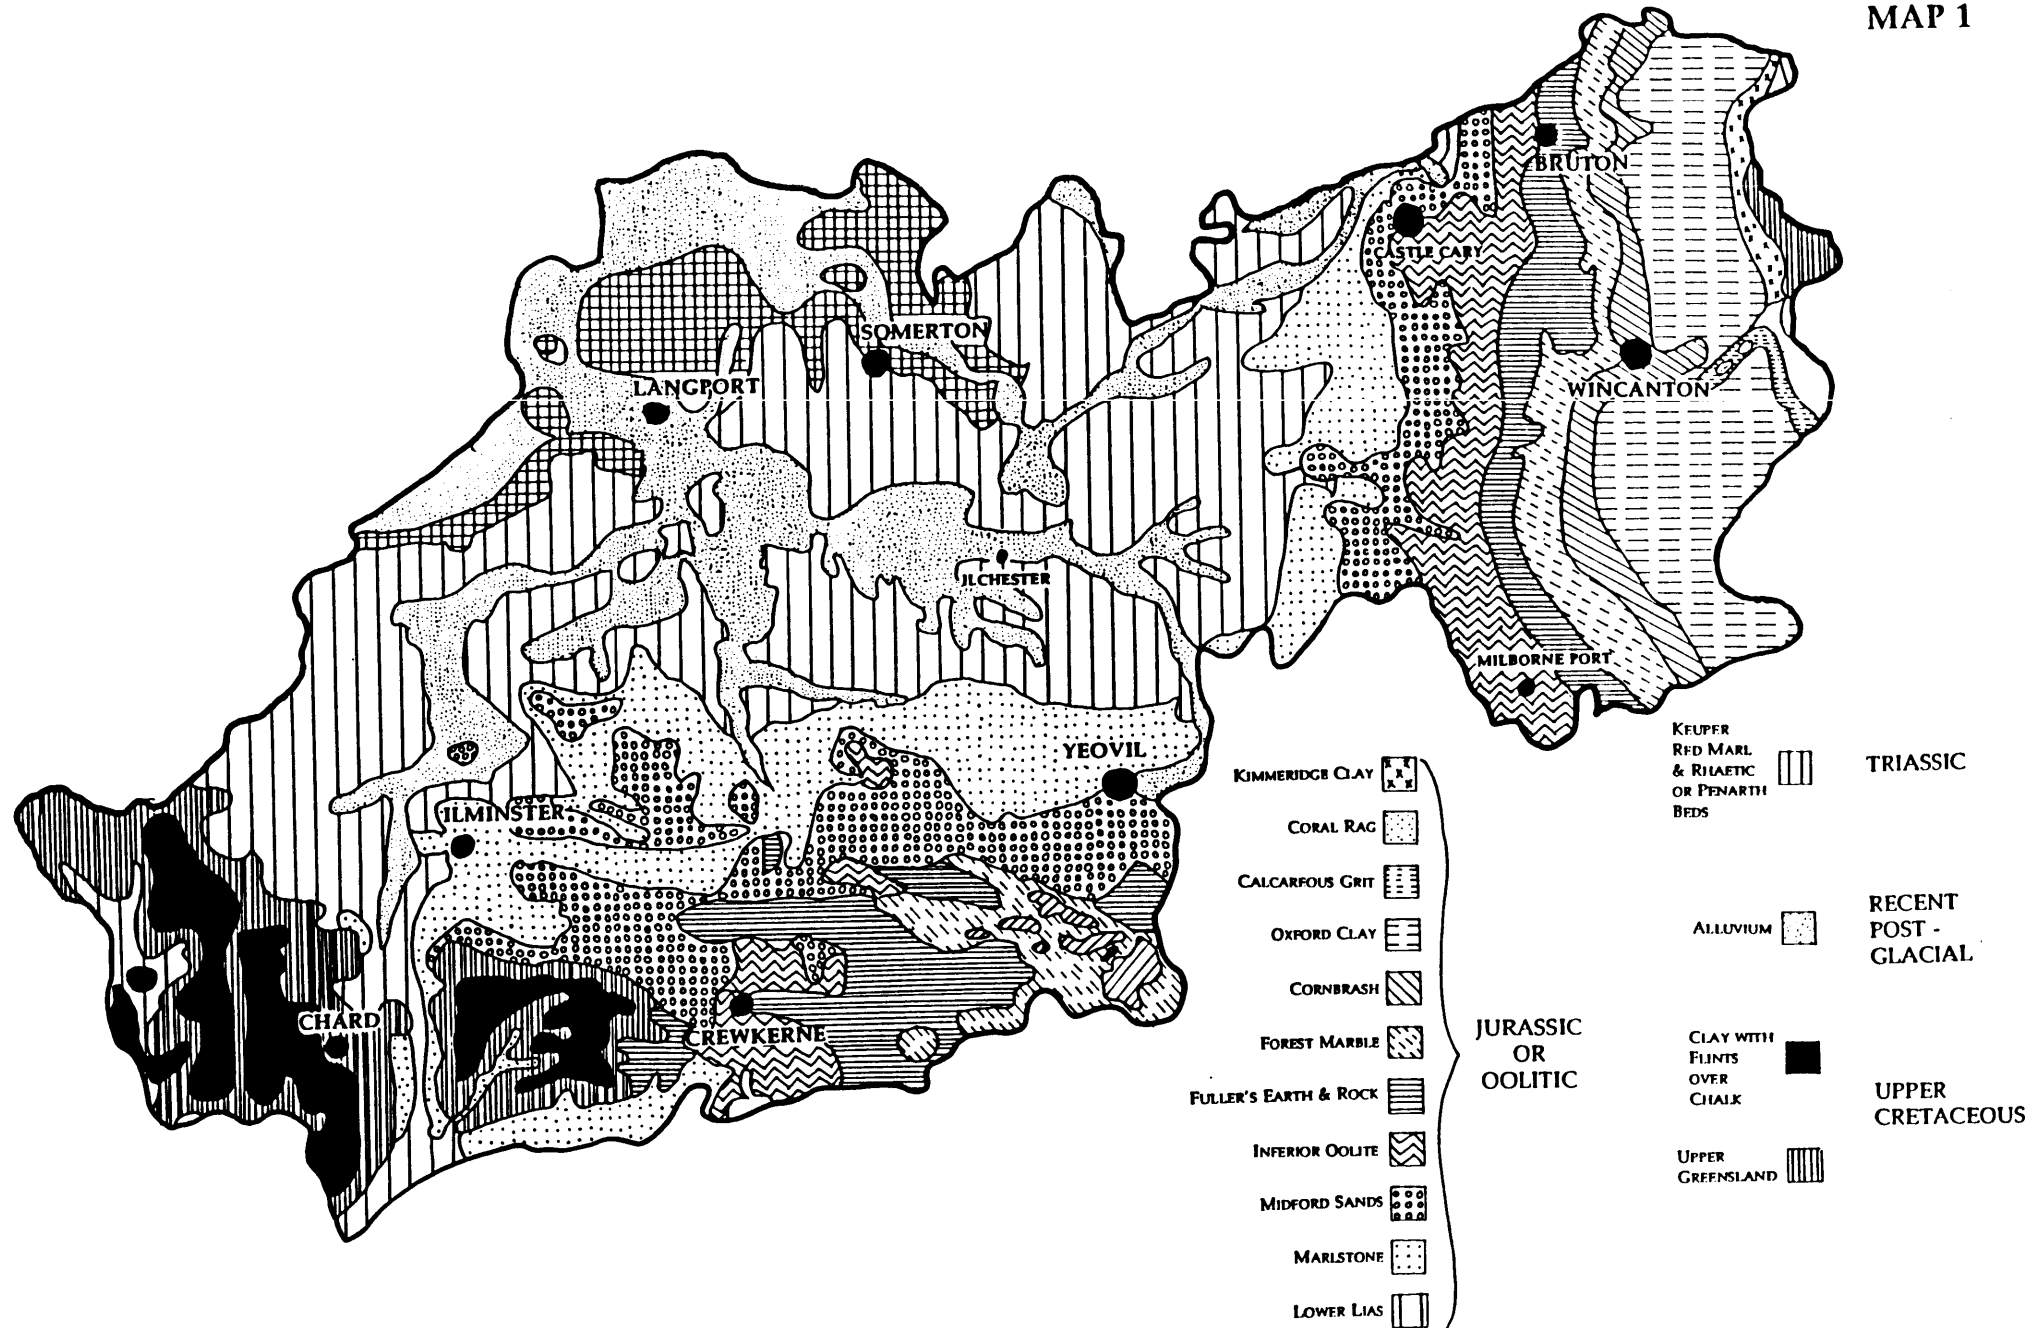 MAP 1
BRUTON
CASTLE CARY
SOMERTON
LANGPORT
WINCANTON
ILCHESTER
MILBORNE PORT
YEOVIL
ILMINSTER
CHARD
CREWKERNE
KIMMERIDGE CLAY
CORAL RAG
CALCAREOUS GRIT
OXFORD CLAY
CORNBRASH
FOREST MARBLE
FULLER'S EARTH & ROCK
INFERIOR OOLITE
MIDFORD SANDS
MARLSTONE
LOWER LIAS
JURASSIC
OR
OOLITIC
KEUPER
RED MARL
& RHAETIC
OR PENARTH
BEDS
TRIASSIC
ALLUVIUM
RECENT
POST -
GLACIAL
CLAY WITH
FLINTS
OVER
CHALK
UPPER
GREENSLAND
UPPER
CRETACEOUS